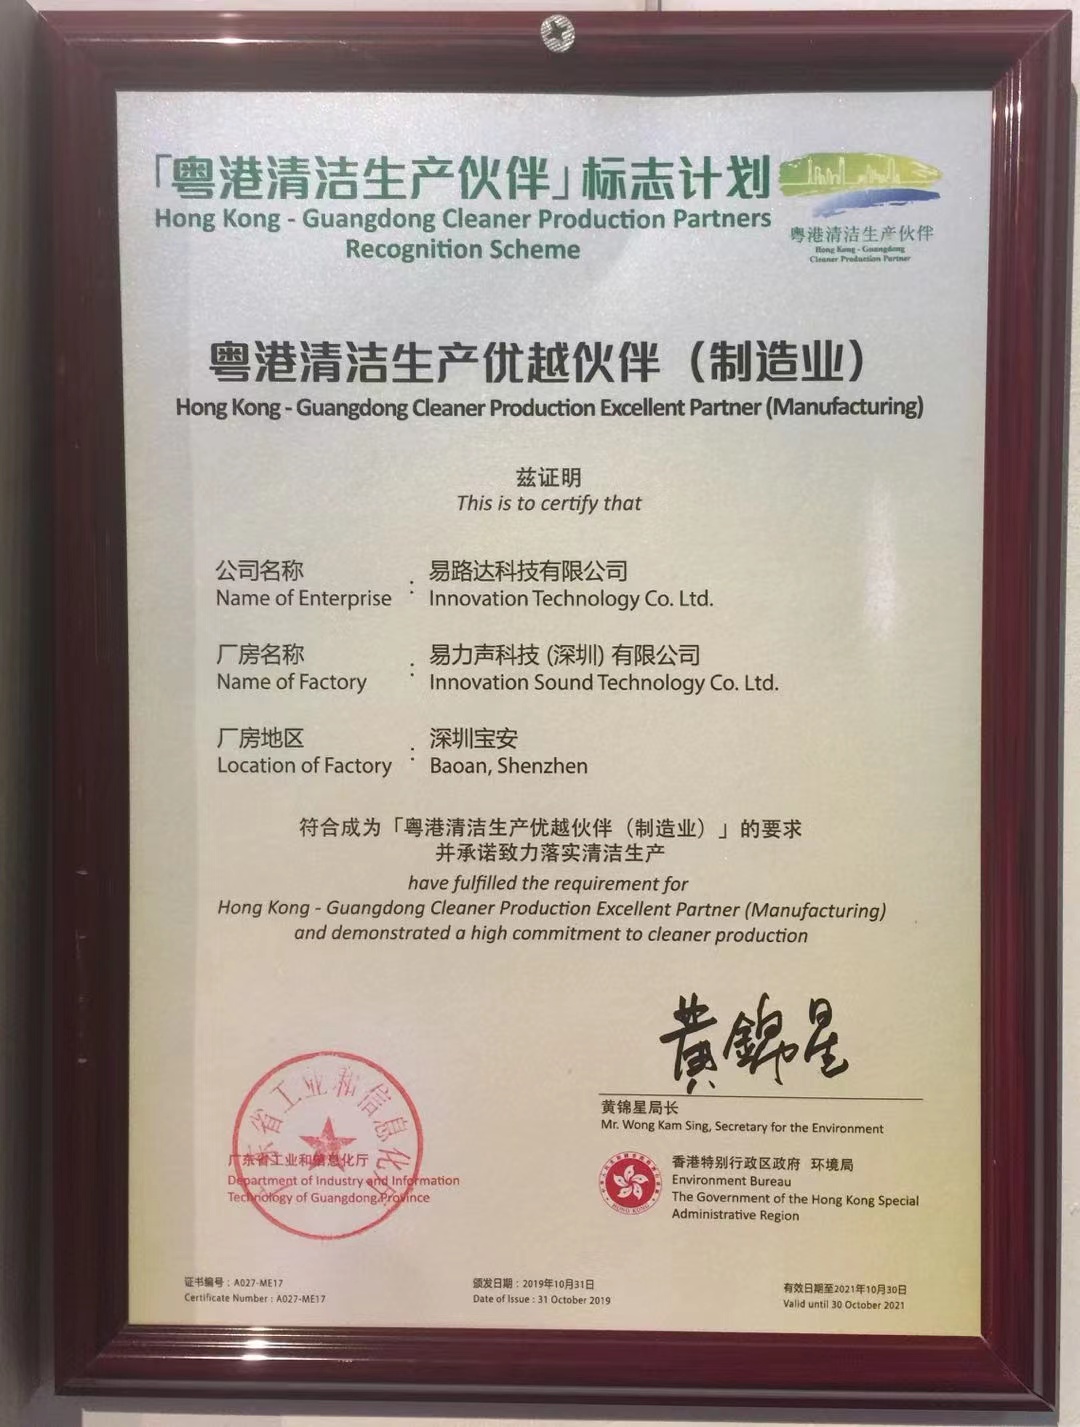 「粤港清洁生产伙伴」标志计划
Hong Kong - Guangdong Cleaner Production Partners
Recognition Scheme
粤港清洁生产伙伴
Hong Kong - Guangdong
Cleaner Production Partner
粤港清洁生产优越伙伴（制造业）
Hong Kong - Guangdong Cleaner Production Excellent Partner (Manufacturing)
兹证明
This is to certify that
公司名称 : 易路达科技有限公司
Name of Enterprise Innovation Technology Co. Ltd.
厂房名称 : 易力声科技 (深圳) 有限公司
Name of Factory Innovation Sound Technology Co. Ltd.
厂房地区 : 深圳宝安
Location of Factory Baoan, Shenzhen
符合成为「粤港清洁生产优越伙伴（制造业）」的要求
并承诺致力落实清洁生产
have fulfilled the requirement for
Hong Kong - Guangdong Cleaner Production Excellent Partner (Manufacturing)
and demonstrated a high commitment to cleaner production
黄錦星
黄锦星局长
Mr. Wong Kam Sing, Secretary for the Environment
广东省工业和信息化厅
广东省工业和信息化厅
Department of Industry and Information
Technology of Guangdong Province
香港特别行政区政府 环境局
Environment Bureau
The Government of the Hong Kong Special
Administrative Region
HONG KONG
证书编号：A027-ME17
Certificate Number : A027-ME17
颁发日期：2019年10月31日
Date of Issue : 31 October 2019
有效日期至2021年10月30日
Valid until 30 October 2021